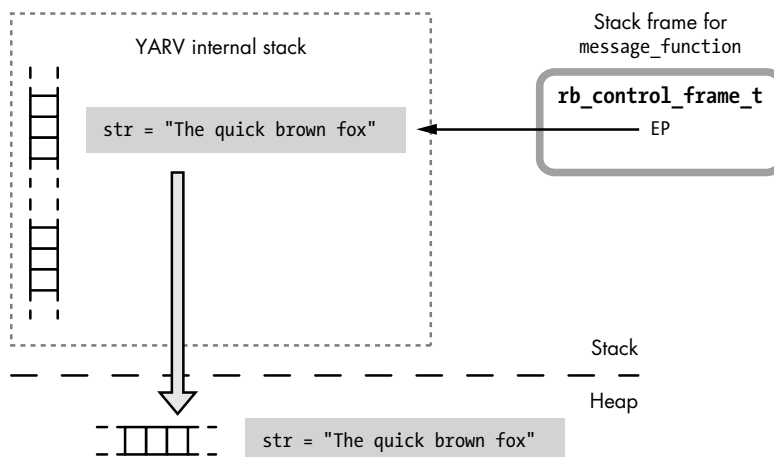 YARV internal stack
Stack frame for
message_function
rb_control_frame_t
str = "The quick brown fox"
EP
Stack
Heap
str = "The quick brown fox"